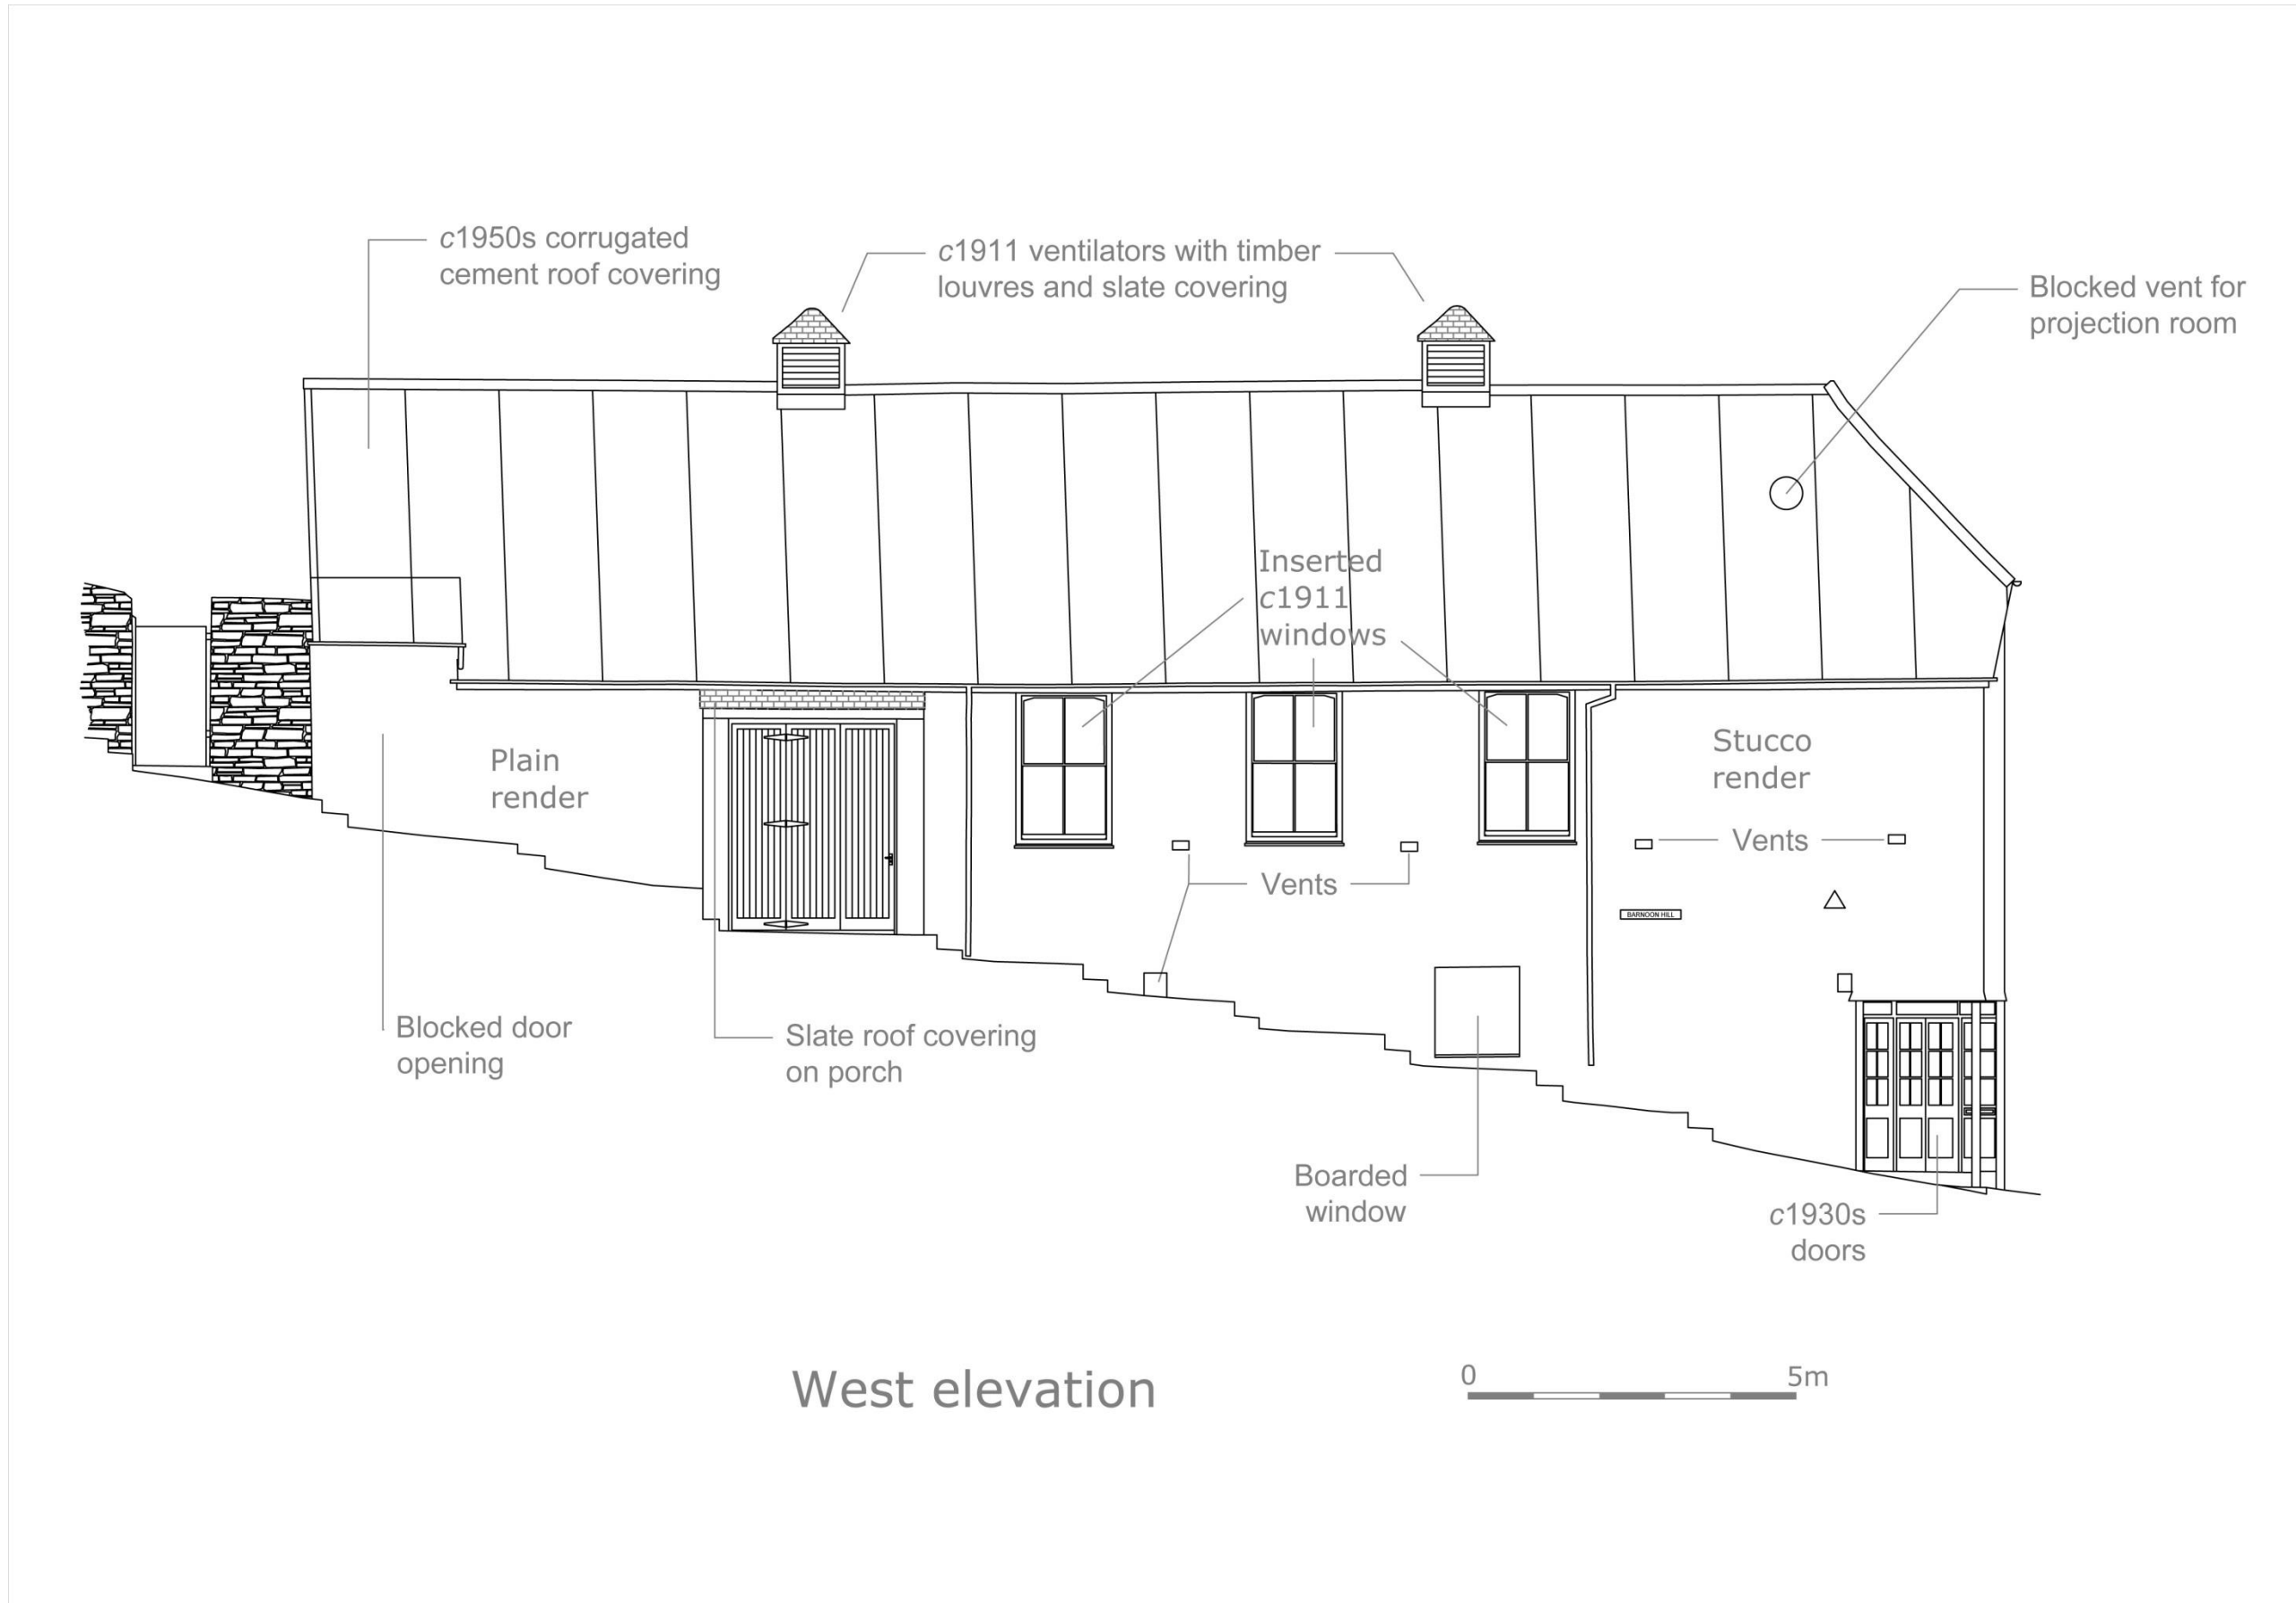 c1950s corrugated
cement roof covering
c1911 ventilators with timber
louvres and slate covering
Blocked vent for
projection room
Inserted
c1911
windows
Plain
render
Stucco
render
Vents
Vents
BARNOON HILL
Blocked door
opening
Slate roof covering
on porch
Boarded
window
c1930s
doors
West elevation
0
5m